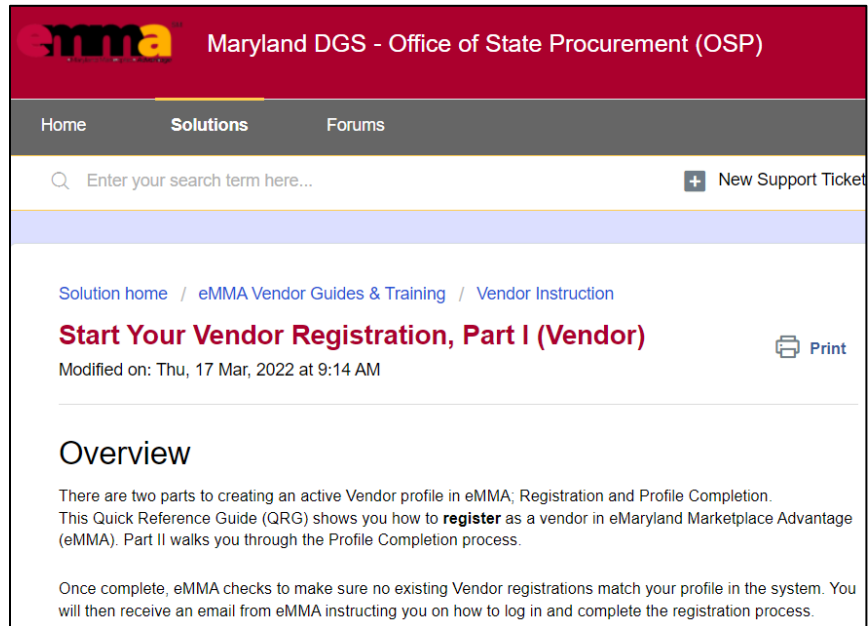 emma
Maryland DGS - Office of State Procurement (OSP)
Home Solutions Forums
Enter your search term here... New Support Ticket
Solution home / eMMA Vendor Guides & Training / Vendor Instruction
Start Your Vendor Registration, Part I (Vendor)
Print
Modified on: Thu, 17 Mar, 2022 at 9:14 AM
Overview
There are two parts to creating an active Vendor profile in eMMA; Registration and Profile Completion.
This Quick Reference Guide (QRG) shows you how to register as a vendor in eMaryland Marketplace Advantage
(eMMA). Part II walks you through the Profile Completion process.
Once complete, eMMA checks to make sure no existing Vendor registrations match your profile in the system. You
will then receive an email from eMMA instructing you on how to log in and complete the registration process.